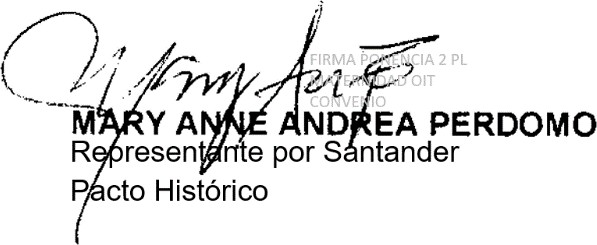 FIRMA PONENCIA 2 PL
MATERNIDAD OIT
CONVENIO
MARY ANNE ANDREA PERDOMO
Representante por Santander
Pacto Histórico